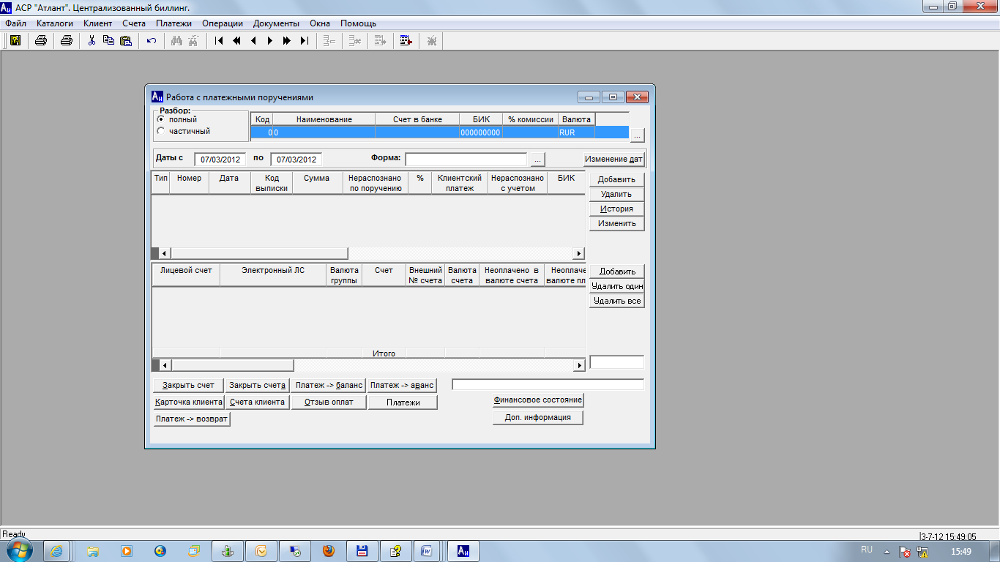 АСР "Атлант". Централизованный биллинг.
Файл Каталоги Клиент Счета Платежи Операции Документы Окна Помощь
Работа с платежными поручениями
Разбор:
полный
частичный
Код Наименование Счет в банке БИК % комиссии Валюта
0 0 000000000 RUR
...
Даты с 07/03/2012 по 07/03/2012 Форма: ... Изменение дат
Тип Номер Дата Код Сумма Нераспознано % Клиентский Нераспознано БИК
выписки по поручению платеж с учетом
Добавить
Удалить
История
Изменить
Лицевой счет Электронный ЛС Валюта Счет Внешний Валюта Неоплачено в Неоплаче
группы № счета счета валюте счета валюте пл
Добавить
Удалить один
Удалить все
Итого
Закрыть счет Закрыть счета Платеж -> баланс Платеж -> аванс
Карточка клиента Счета клиента Отзыв оплат Платежи Финансовое состояние
Платеж -> возврат Доп. информация
Ready
3-7-12 15:49:05
RU 15:49